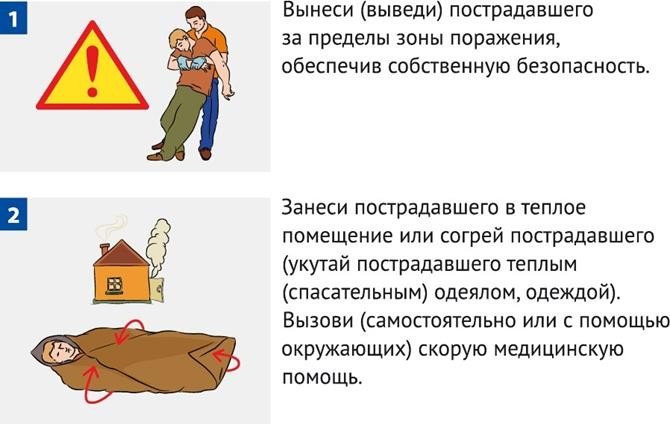 1
Вынеси (выведи) пострадавшего
за пределы зоны поражения,
обеспечив собственную безопасность.
2
Занеси пострадавшего в теплое
помещение или согрей пострадавшего
(укутай пострадавшего теплым
(спасательным) одеялом, одеждой).
Вызови (самостоятельно или с помощью
окружающих) скорую медицинскую
помощь.